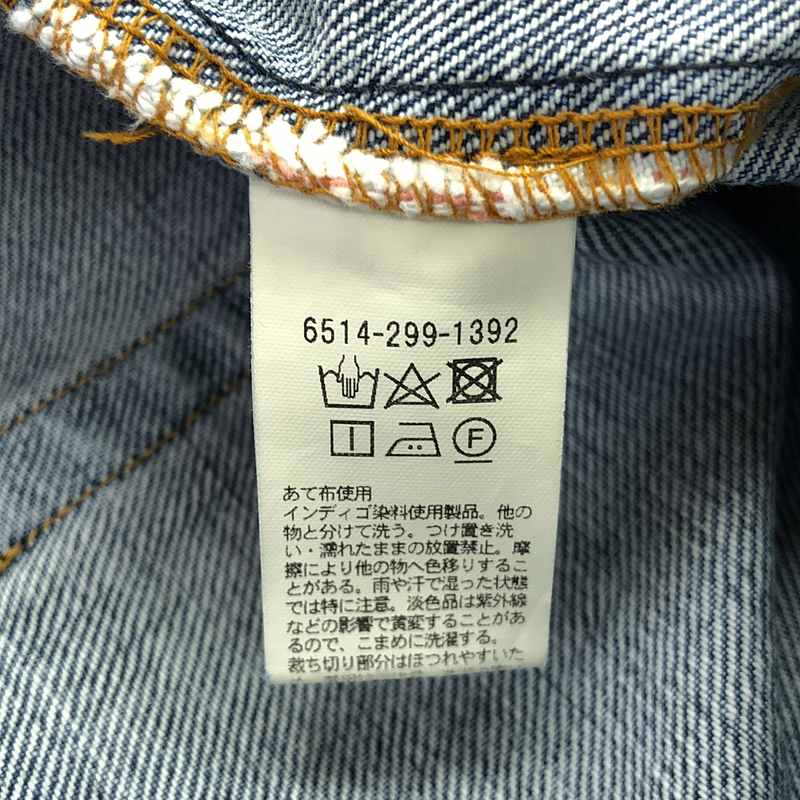 6514-299-1392
F
あて布使用
インディゴ染料使用製品。他の
物と分けて洗う。つけ置き洗
い・濡れたままの放置禁止。摩
擦により他の物へ色移りするこ
とがある。雨や汗で湿った状態
では特に注意。淡色品は紫外線
などの影響で黄変することがあ
るので、こまめに洗濯する。
裁ち切り部分はほつれやすいた